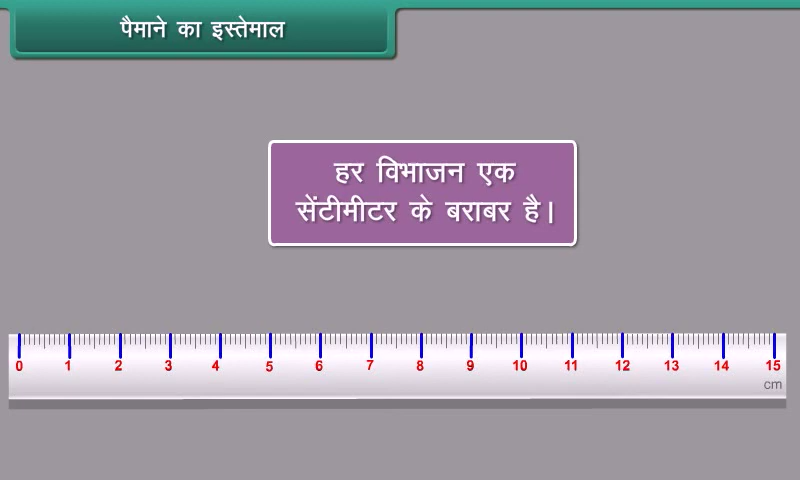 पैमाने का इस्तेमाल
हर विभाजन एक
सेंटीमीटर के बराबर है।
0 1 2 3 4 5 6 7 8 9 10 11 12 13 14 15
cm